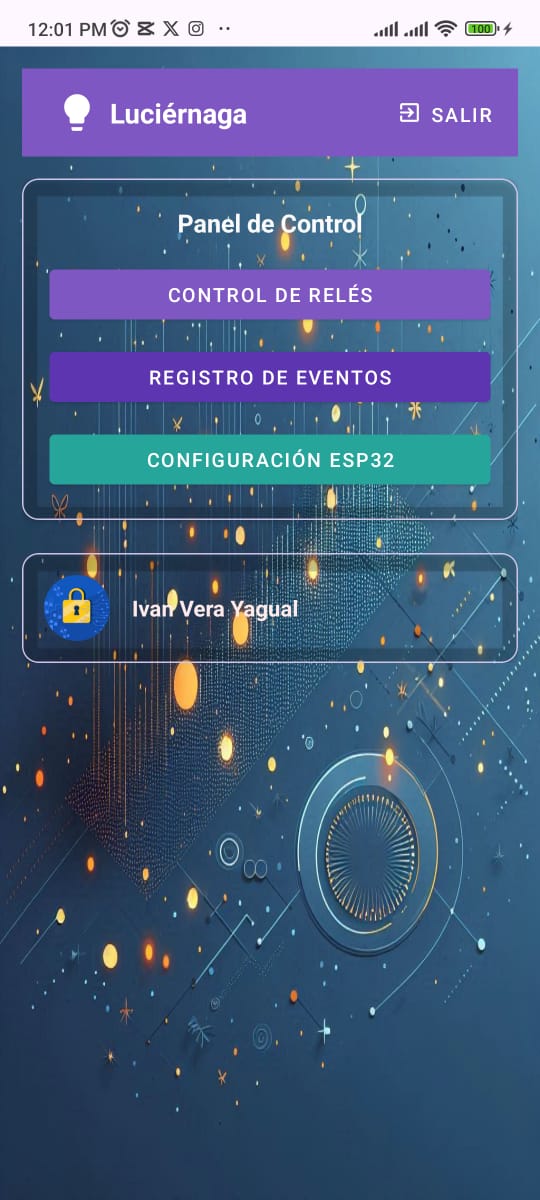 12:01 PM
100
Luciérnaga
SALIR
Panel de Control
CONTROL DE RELÉS
REGISTRO DE EVENTOS
CONFIGURACIÓN ESP32
Ivan Vera Yagual